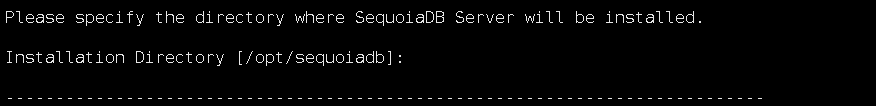 Please specify the directory where SequoiaDB Server will be installed.
Installation Directory [/opt/sequoiadb]:
----------------------------------------------------------------------------